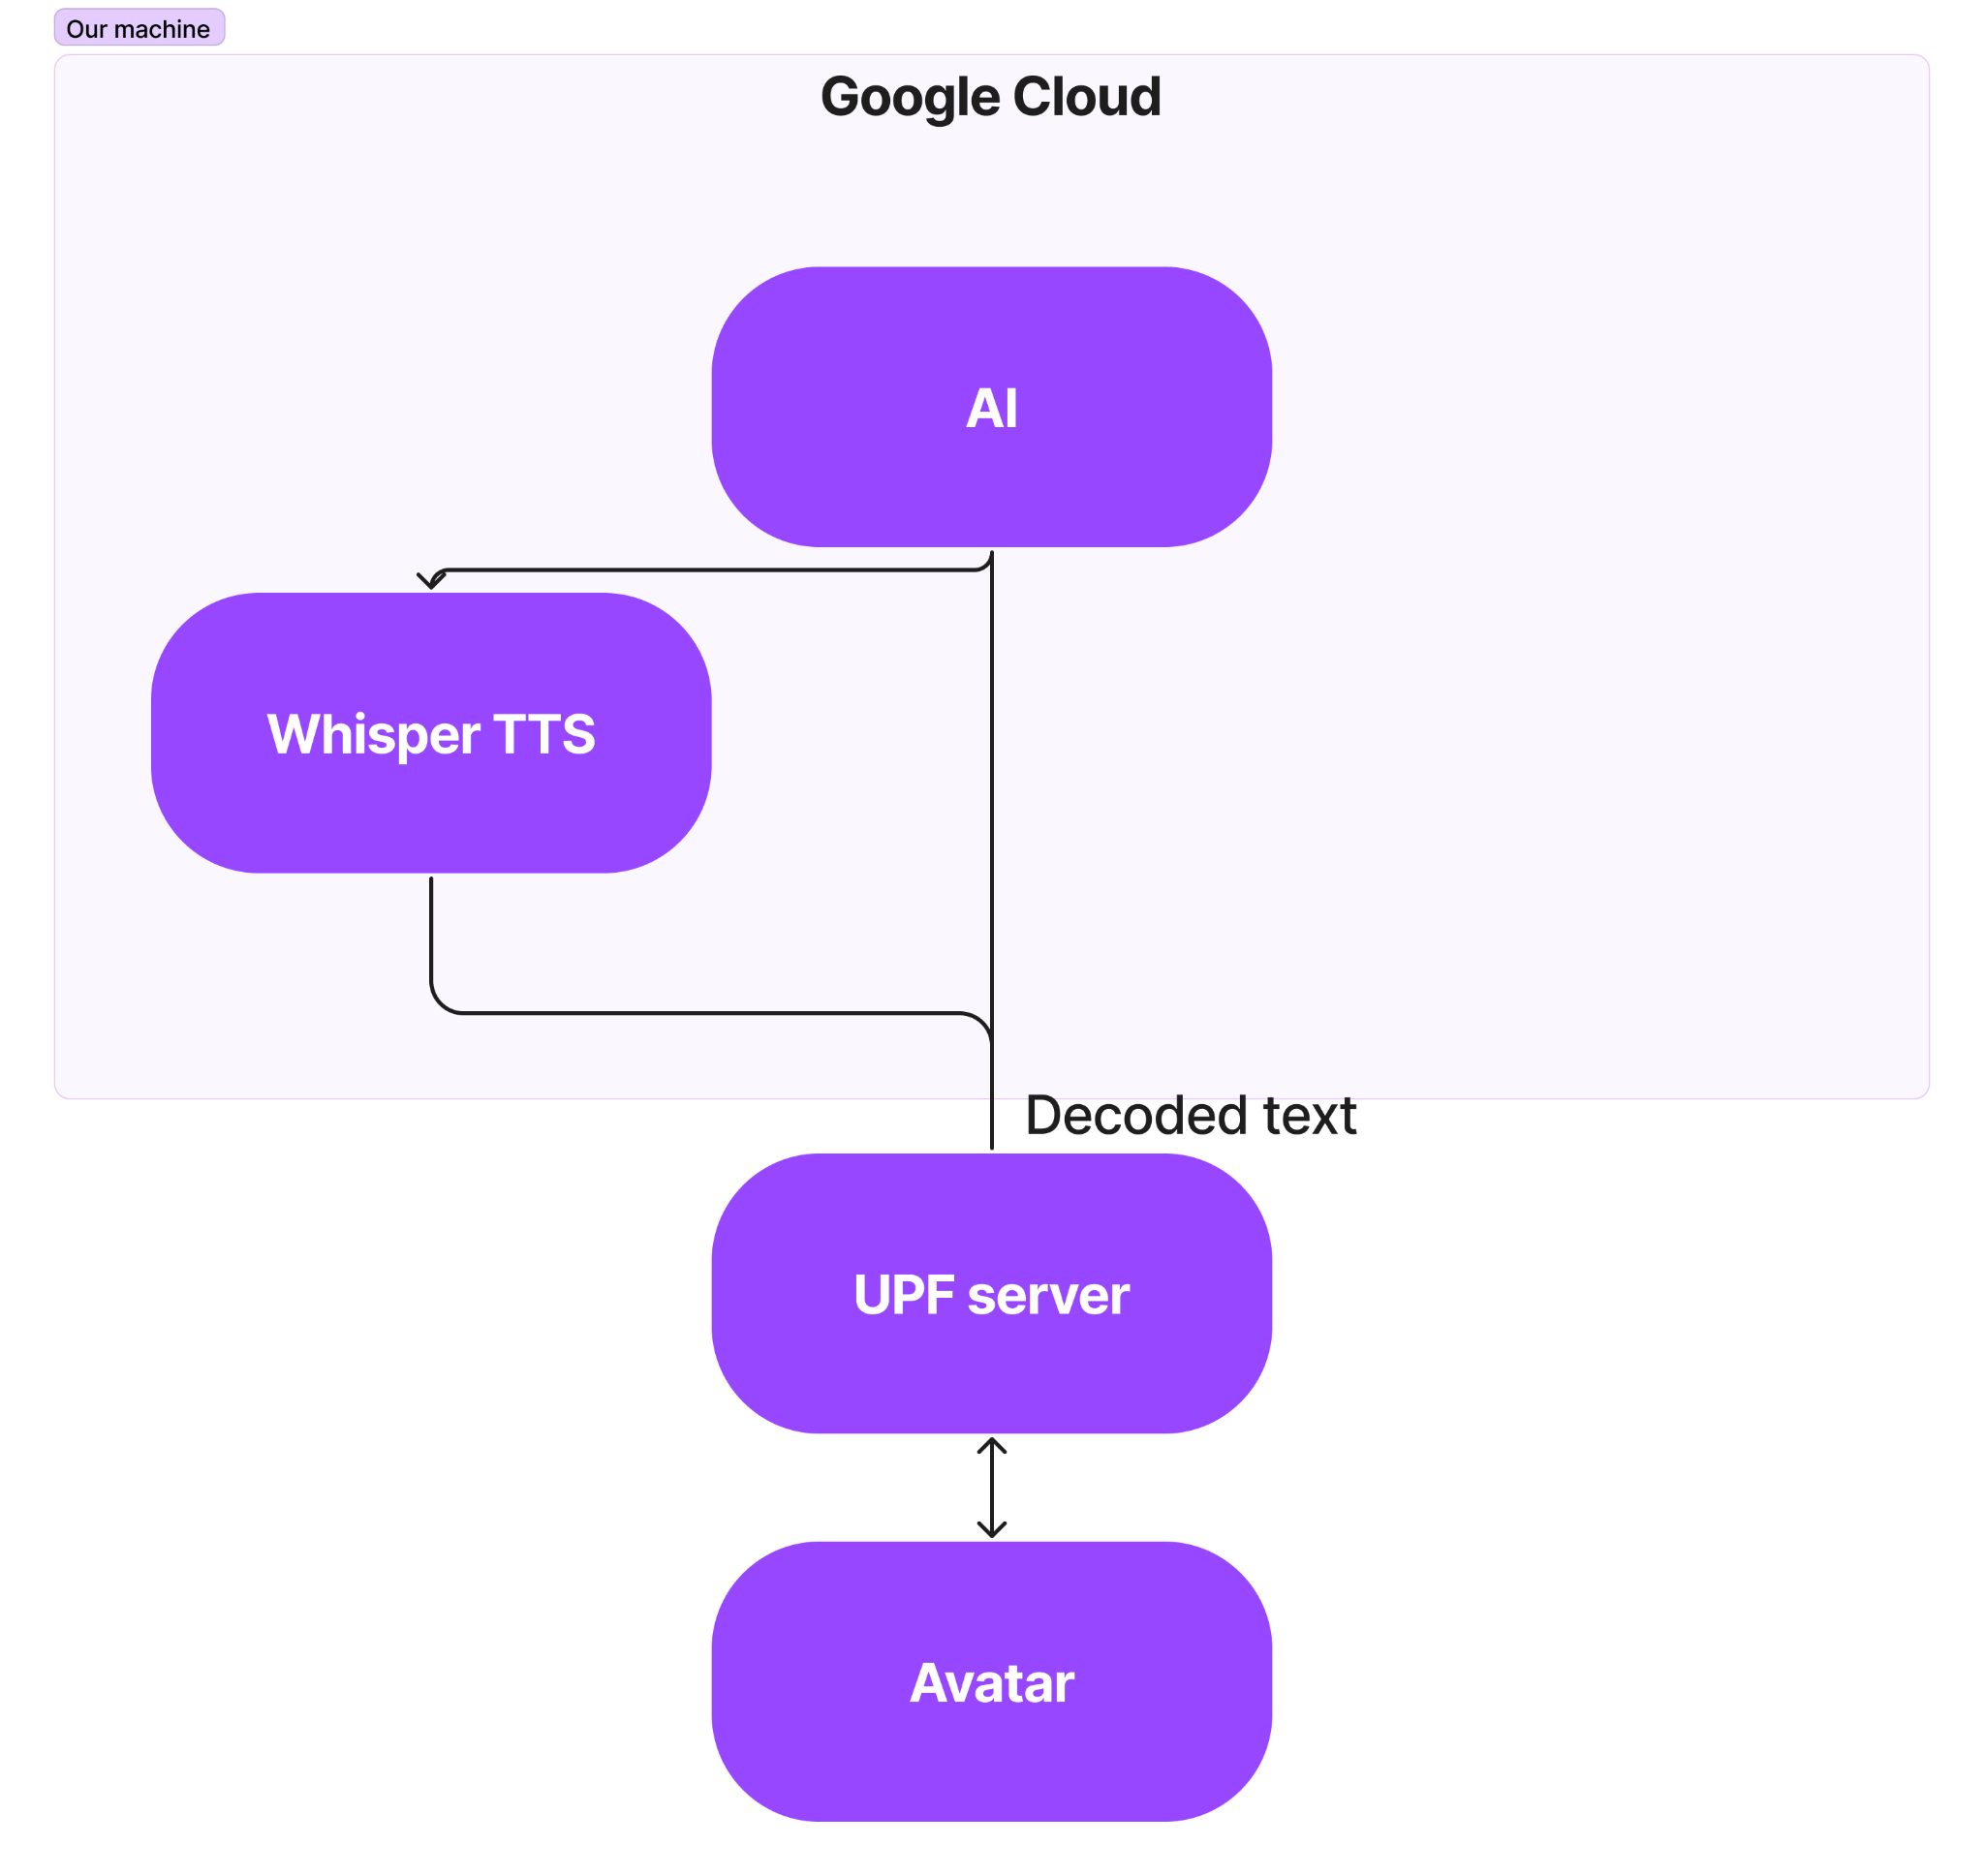 Our machine
Google Cloud
AI
Whisper TTS
Decoded text
UPF server
Avatar